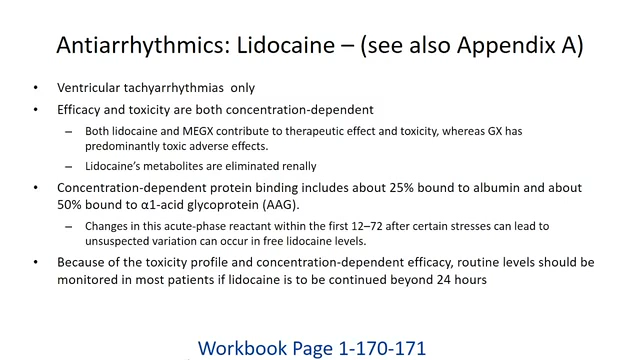 Antiarrhythmics: Lidocaine – (see also Appendix A)
• Ventricular tachyarrhythmias only
• Efficacy and toxicity are both concentration-dependent
– Both lidocaine and MEGX contribute to therapeutic effect and toxicity, whereas GX has
predominantly toxic adverse effects.
– Lidocaine’s metabolites are eliminated renally
• Concentration-dependent protein binding includes about 25% bound to albumin and about
50% bound to α1-acid glycoprotein (AAG).
– Changes in this acute-phase reactant within the first 12–72 after certain stresses can lead to
unsuspected variation can occur in free lidocaine levels.
• Because of the toxicity profile and concentration-dependent efficacy, routine levels should be
monitored in most patients if lidocaine is to be continued beyond 24 hours
Workbook Page 1-170-171